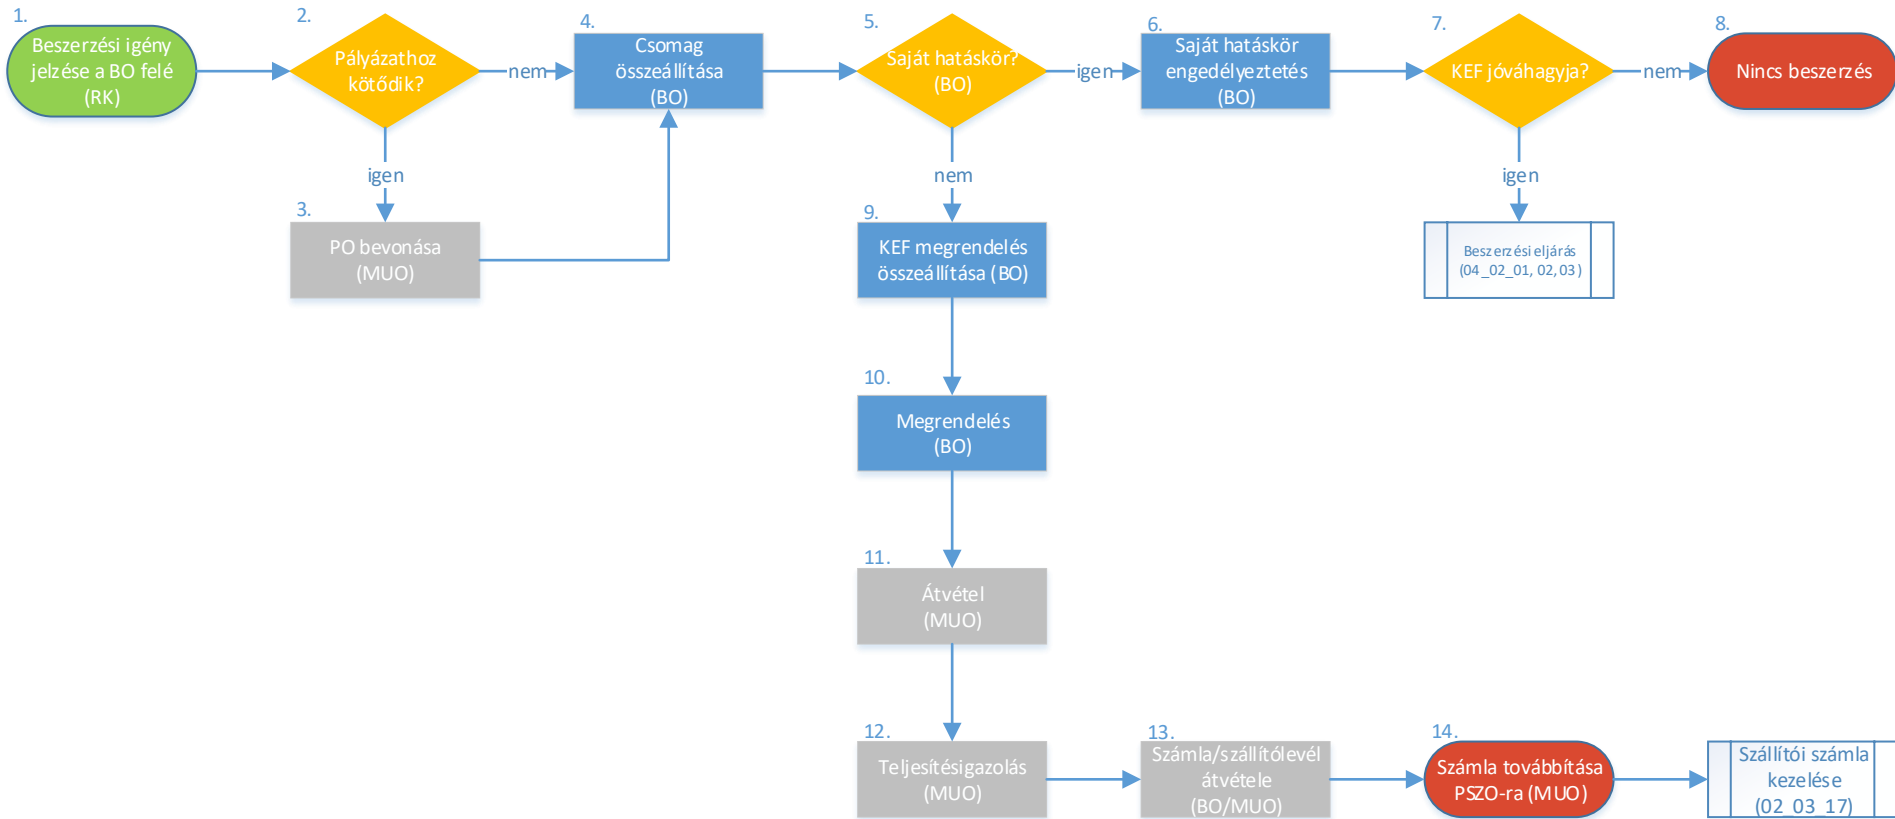 1.
Beszerzési igény
jelzése a BO felé
(RK)
2.
Pályázathoz
kötődik?
nem
igen
3.
PO bevonása
(MUO)
4.
Csomag
összeállítása
(BO)
5.
Saját hatáskör?
(BO)
igen
nem
6.
Saját hatáskör
engedélyeztetés
(BO)
7.
KEF jóváhagyja?
nem
igen
8.
Nincs beszerzés
Beszerzési eljárás
(04_02_01, 02, 03)
9.
KEF megrendelés
összeállítása (BO)
10.
Megrendelés
(BO)
11.
Átvétel
(MUO)
12.
Teljesítésigazolás
(MUO)
13.
Számla/szállítólevél
átvétele
(BO/MUO)
14.
Számla továbbítása
PSZO-ra (MUO)
Szállítói számla
kezelése
(02_03_17)